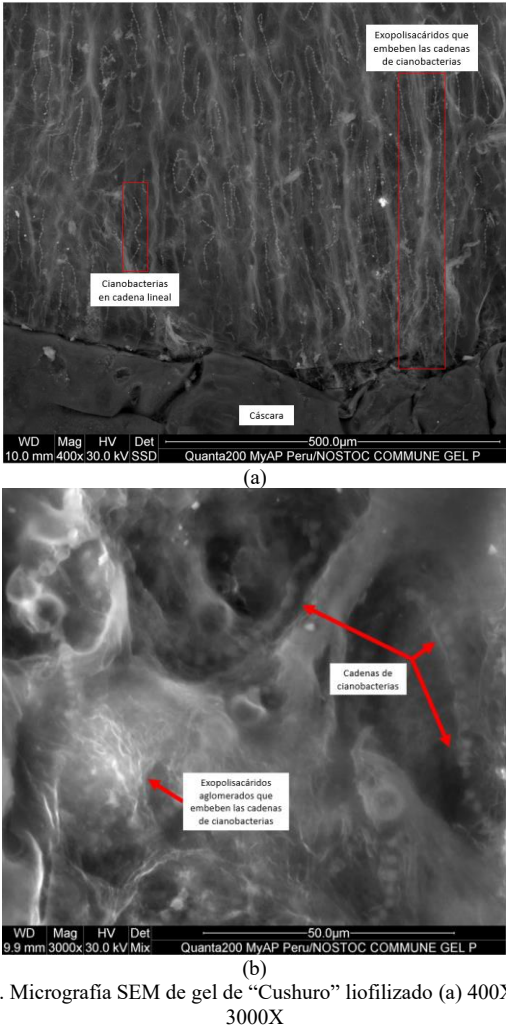 Exopolisacáridos que
embeben las cadenas
de cianobacterias
Cianobacterias
en cadena lineal
Cáscara
WD Mag HV Det 500.0µm
10.0 mm 400x 30.0 kV SSD Quanta200 MyAP Peru/NOSTOC COMMUNE GEL P
(a)
Cadenas de
cianobacterias
Exopolisacáridos
aglomerados que
embeben las cadenas
de cianobacterias
WD Mag HV Det 50.0µm
9.9 mm 3000x 30.0 kV Mix Quanta200 MyAP Peru/NOSTOC COMMUNE GEL P
(b)
. Micrografía SEM de gel de “Cushuro” liofilizado (a) 400X
3000X